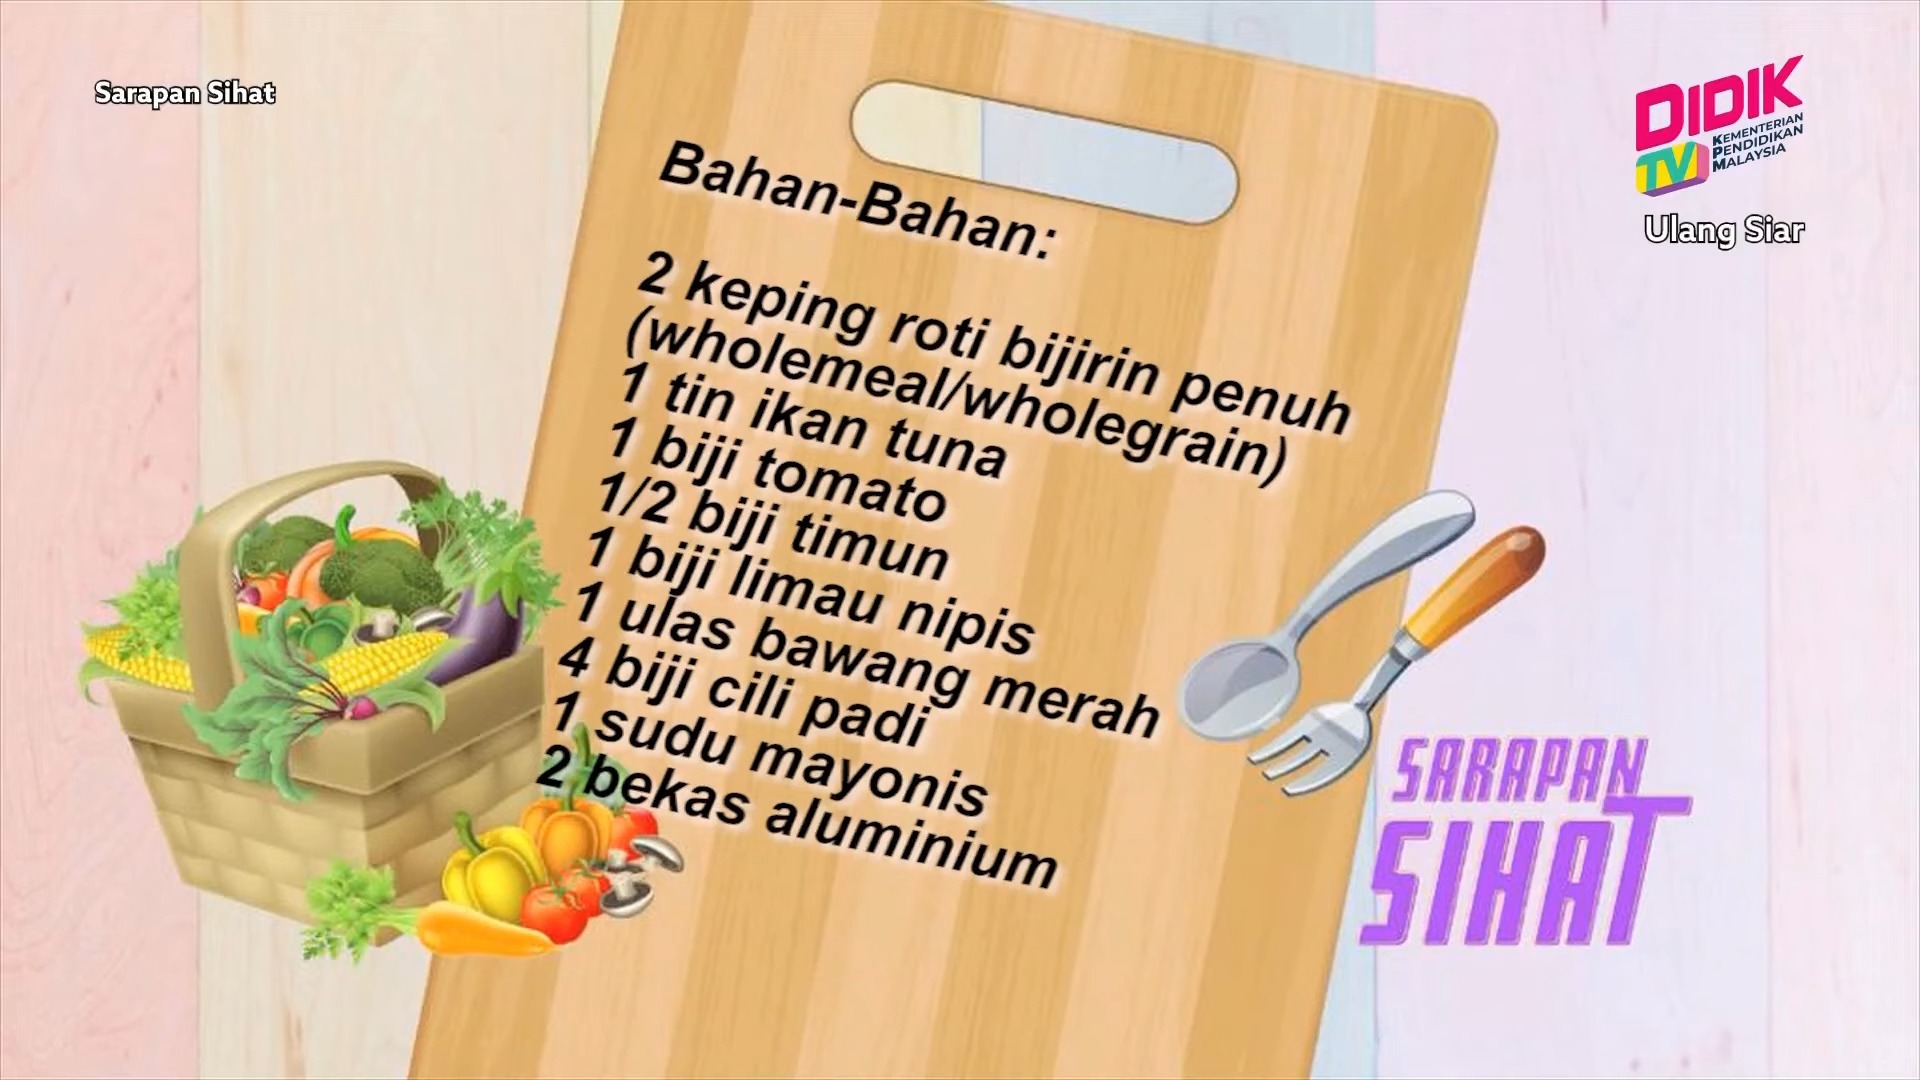 Sarapan Sihat
DIDIK
TV
KEMENTERIAN
PENDIDIKAN
MALAYSIA
Ulang Siar
Bahan-Bahan:
2 keping roti bijirin penuh
(wholemeal/wholegrain)
1 tin ikan tuna
1 biji tomato
1/2 biji timun
1 biji limau nipis
1 ulas bawang merah
4 biji cili padi
1 sudu mayonis
2 bekas aluminium
SARAPAN
SIHAT